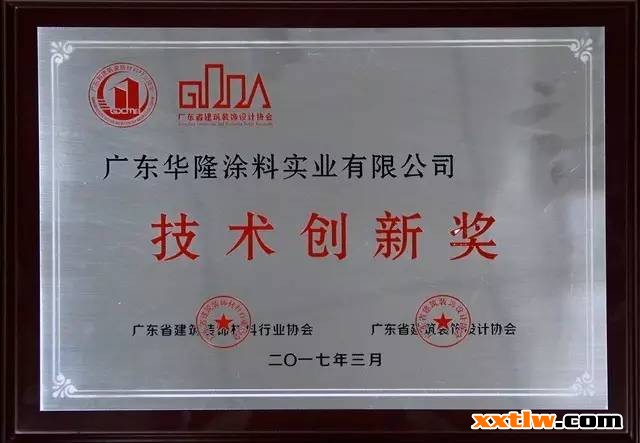 GDCMEI
广东省建筑装饰设计协会
广东华隆涂料实业有限公司
技术创新奖
广东省建筑装饰材料行业协会
广东省建筑装饰设计协会
二〇一七年三月
xxtlw.com